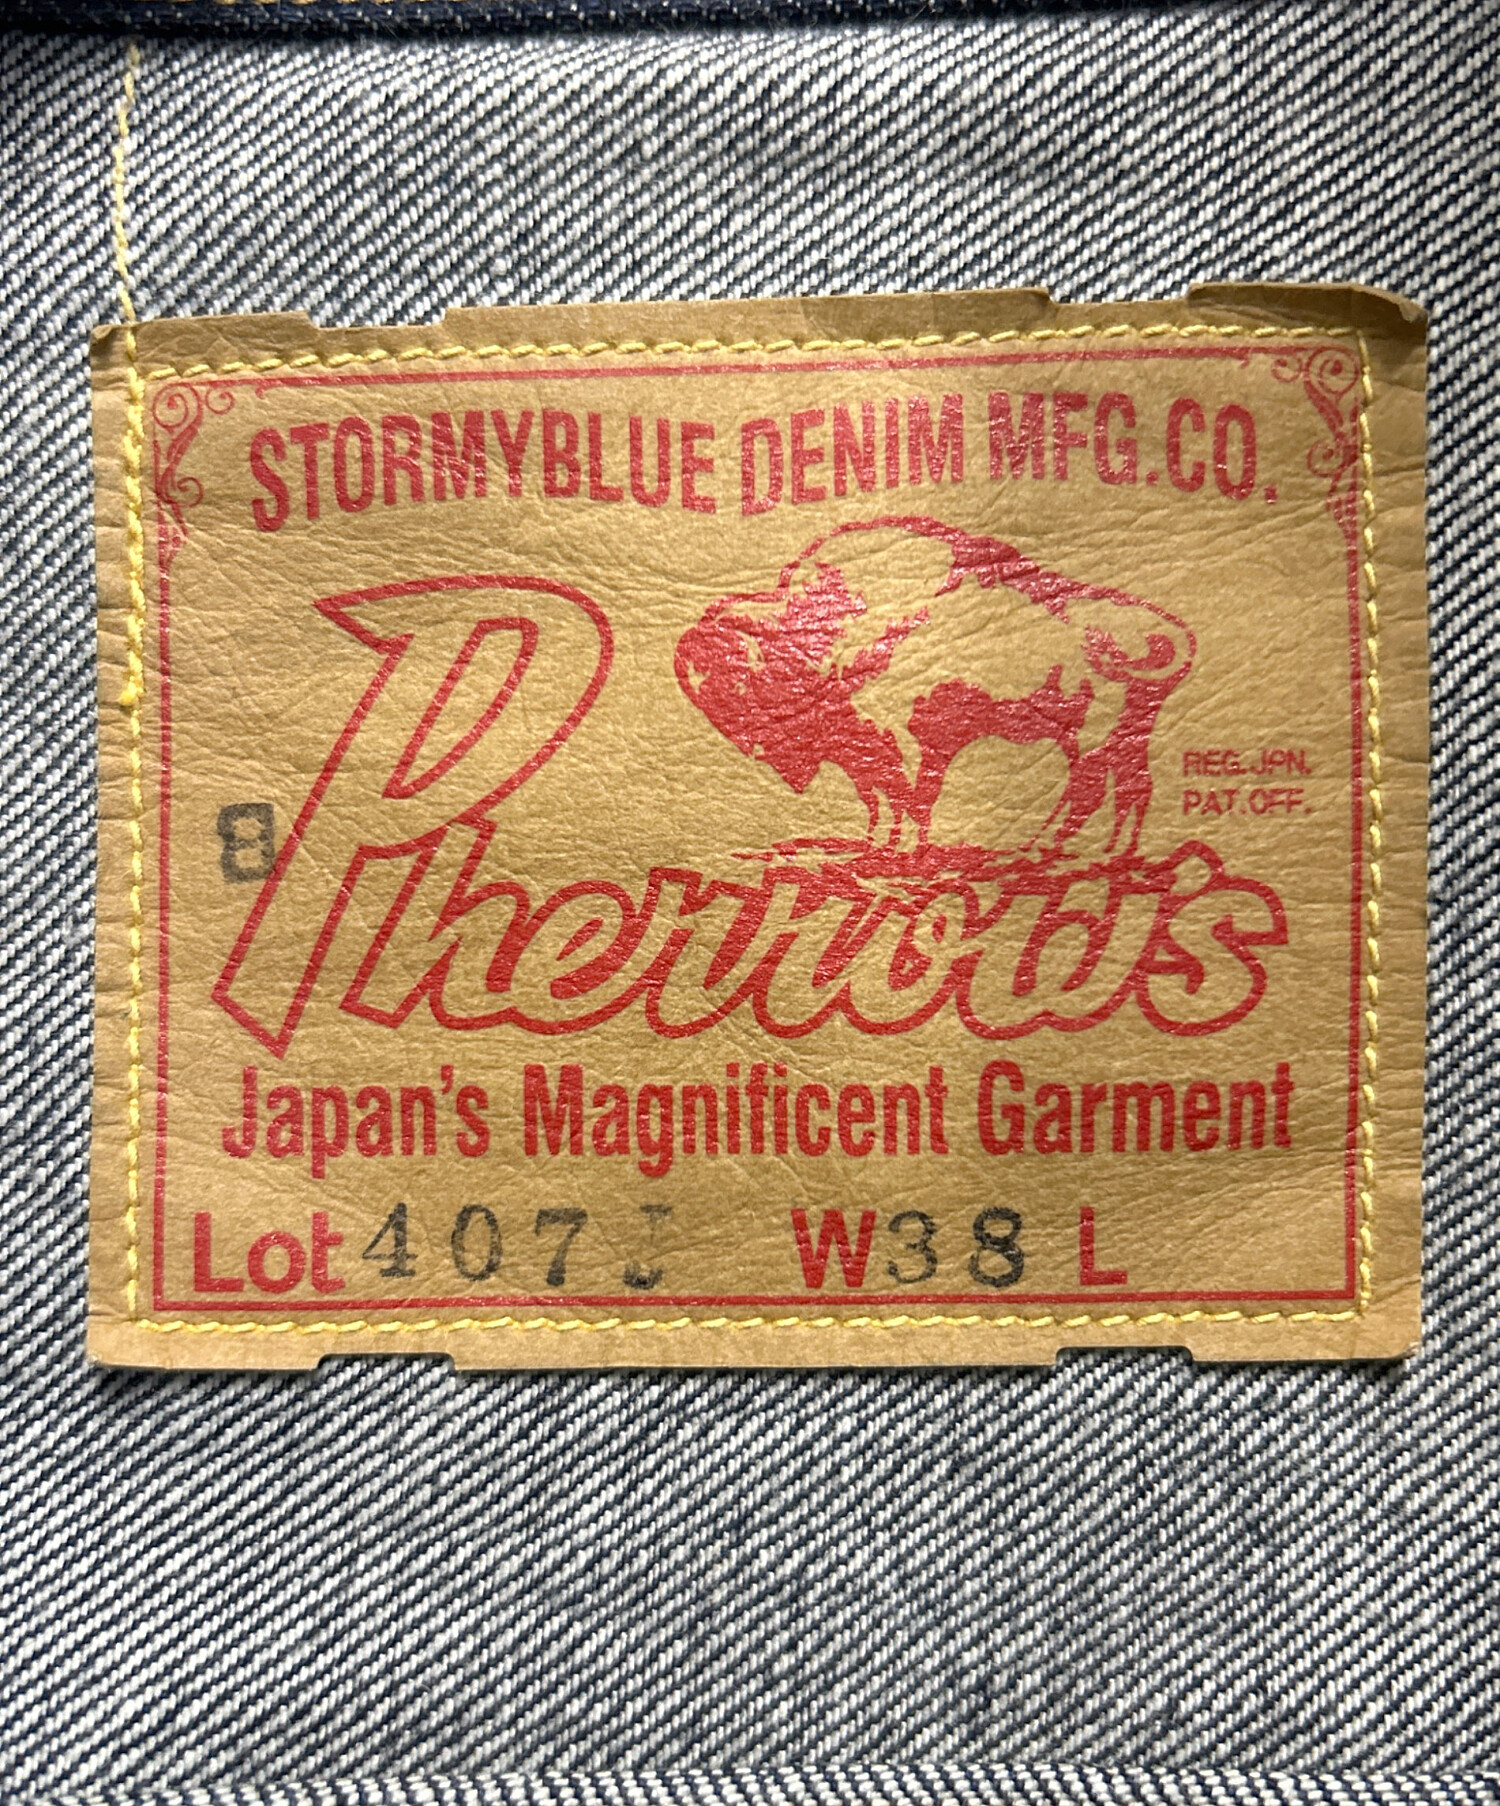 STORMYBLUE DENIM MFG.CO.
REG.JPN.
PAT.OFF.
8
Pherrow's
Japan's Magnificent Garment
Lot 407J W38 L